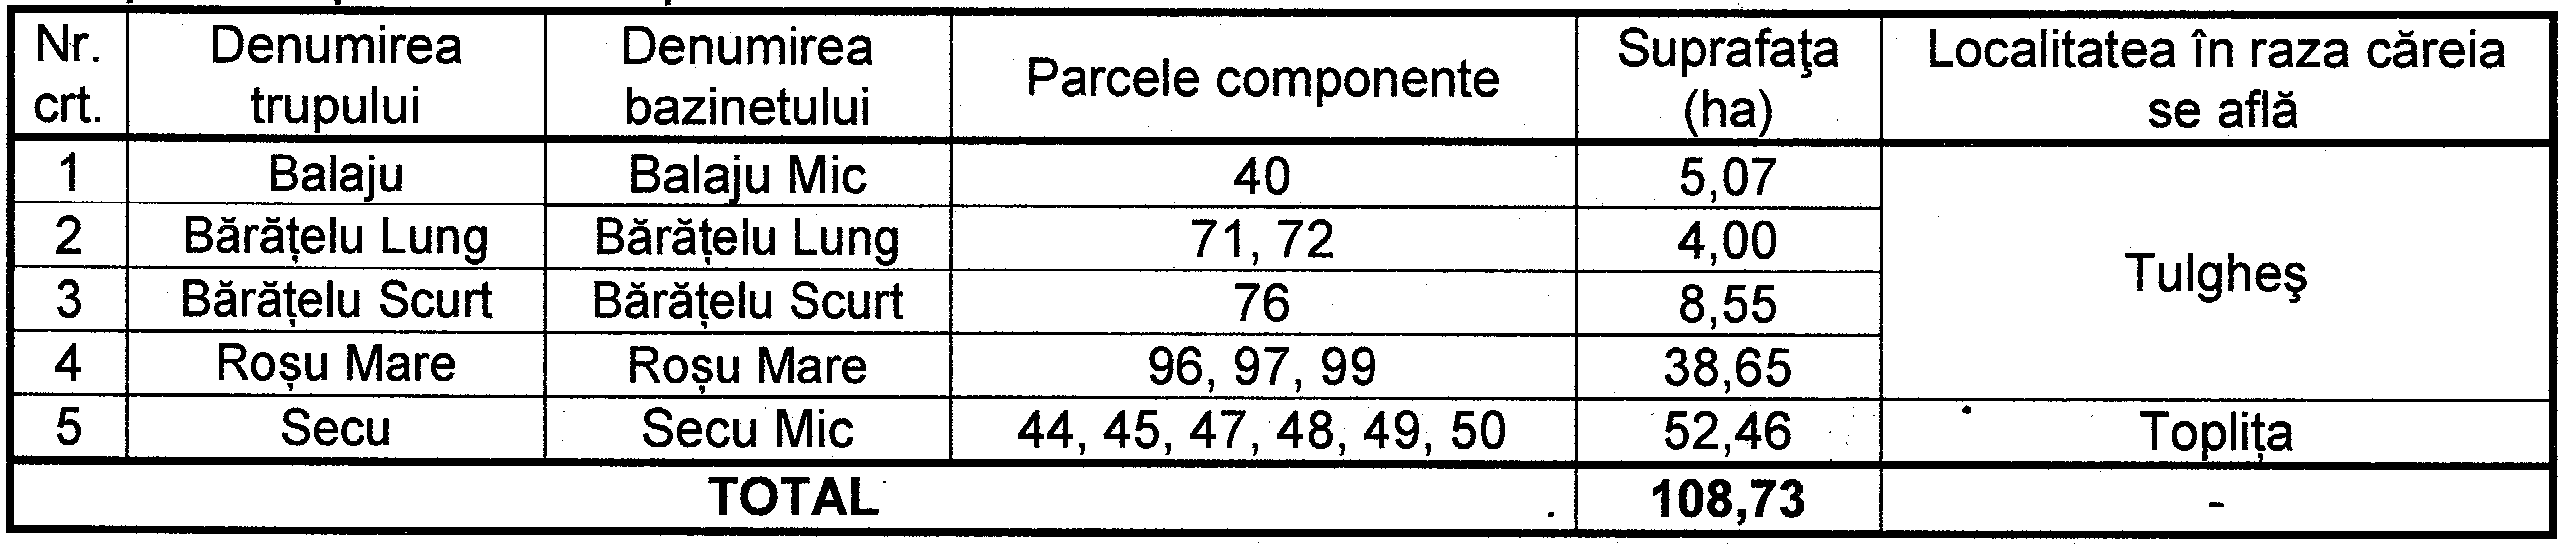 Nr. crt. Denumirea trupului Denumirea bazinetului Parcele componente Suprafaţa (ha) Localitatea în raza căreia se află
1 Balaju Balaju Mic 40 5,07 Tulgheş
2 Bărățelu Lung Bărățelu Lung 71, 72 4,00
3 Bărățelu Scurt Bărățelu Scurt 76 8,55
4 Roșu Mare Roșu Mare 96, 97, 99 38,65
5 Secu Secu Mic 44, 45, 47, 48, 49, 50 52,46 Toplița
TOTAL 108,73 -